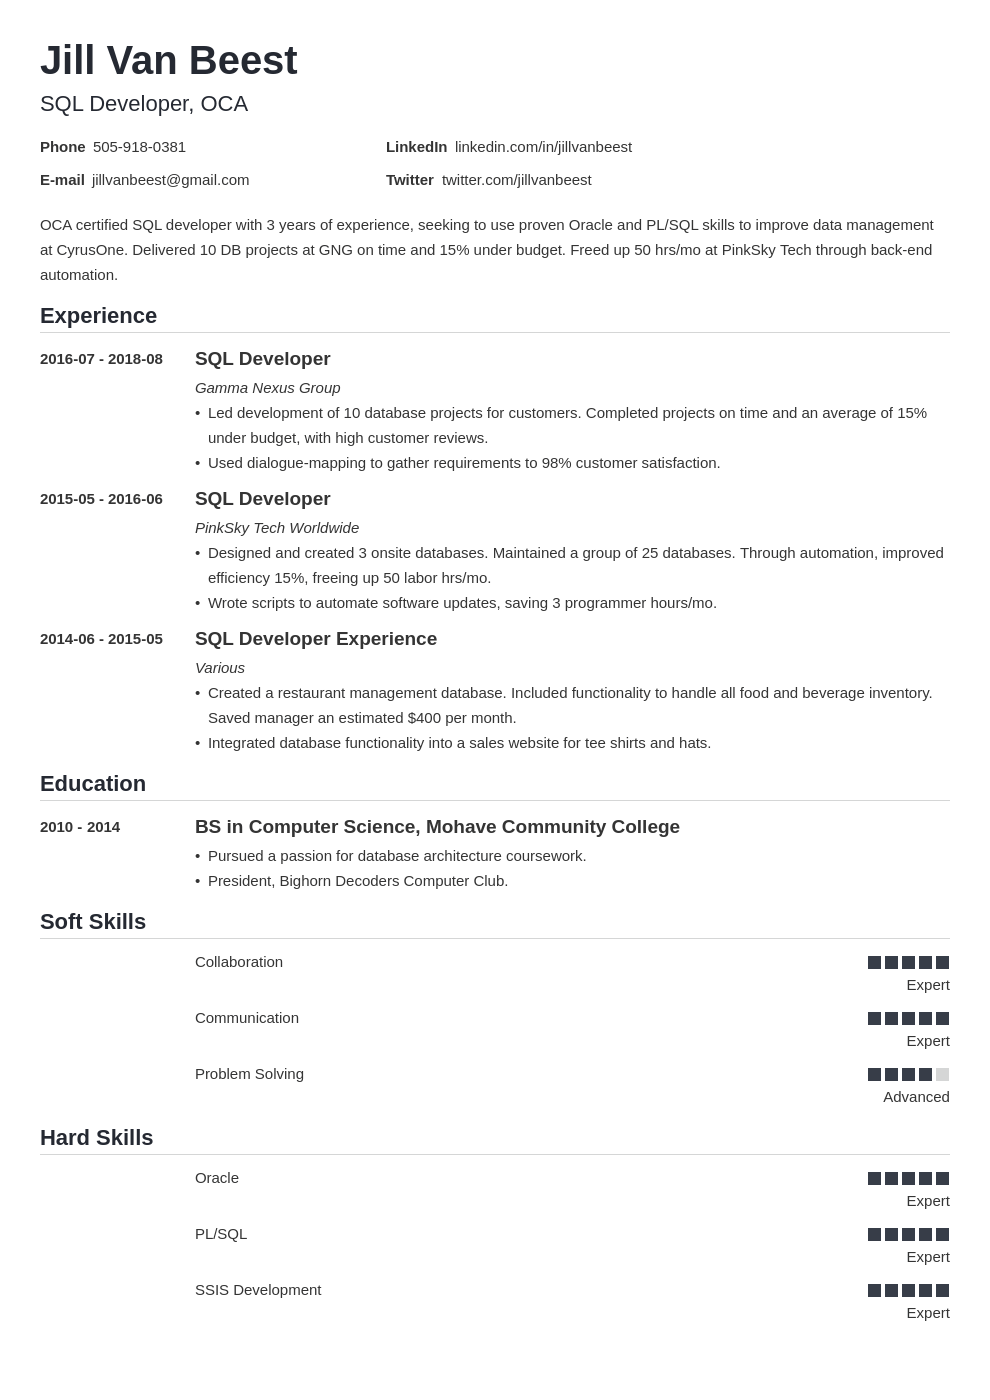 Jill Van Beest
SQL Developer, OCA
Phone 505-918-0381
LinkedIn linkedin.com/in/jillvanbeest
E-mail jillvanbeest@gmail.com
Twitter twitter.com/jillvanbeest
OCA certified SQL developer with 3 years of experience, seeking to use proven Oracle and PL/SQL skills to improve data management
at CyrusOne. Delivered 10 DB projects at GNG on time and 15% under budget. Freed up 50 hrs/mo at PinkSky Tech through back-end
automation.
Experience
2016-07 - 2018-08
SQL Developer
Gamma Nexus Group
• Led development of 10 database projects for customers. Completed projects on time and an average of 15%
under budget, with high customer reviews.
• Used dialogue-mapping to gather requirements to 98% customer satisfaction.
2015-05 - 2016-06
SQL Developer
PinkSky Tech Worldwide
• Designed and created 3 onsite databases. Maintained a group of 25 databases. Through automation, improved
efficiency 15%, freeing up 50 labor hrs/mo.
• Wrote scripts to automate software updates, saving 3 programmer hours/mo.
2014-06 - 2015-05
SQL Developer Experience
Various
• Created a restaurant management database. Included functionality to handle all food and beverage inventory.
Saved manager an estimated $400 per month.
• Integrated database functionality into a sales website for tee shirts and hats.
Education
2010 - 2014
BS in Computer Science, Mohave Community College
• Pursued a passion for database architecture coursework.
• President, Bighorn Decoders Computer Club.
Soft Skills
Collaboration
Expert
Communication
Expert
Problem Solving
Advanced
Hard Skills
Oracle
Expert
PL/SQL
Expert
SSIS Development
Expert